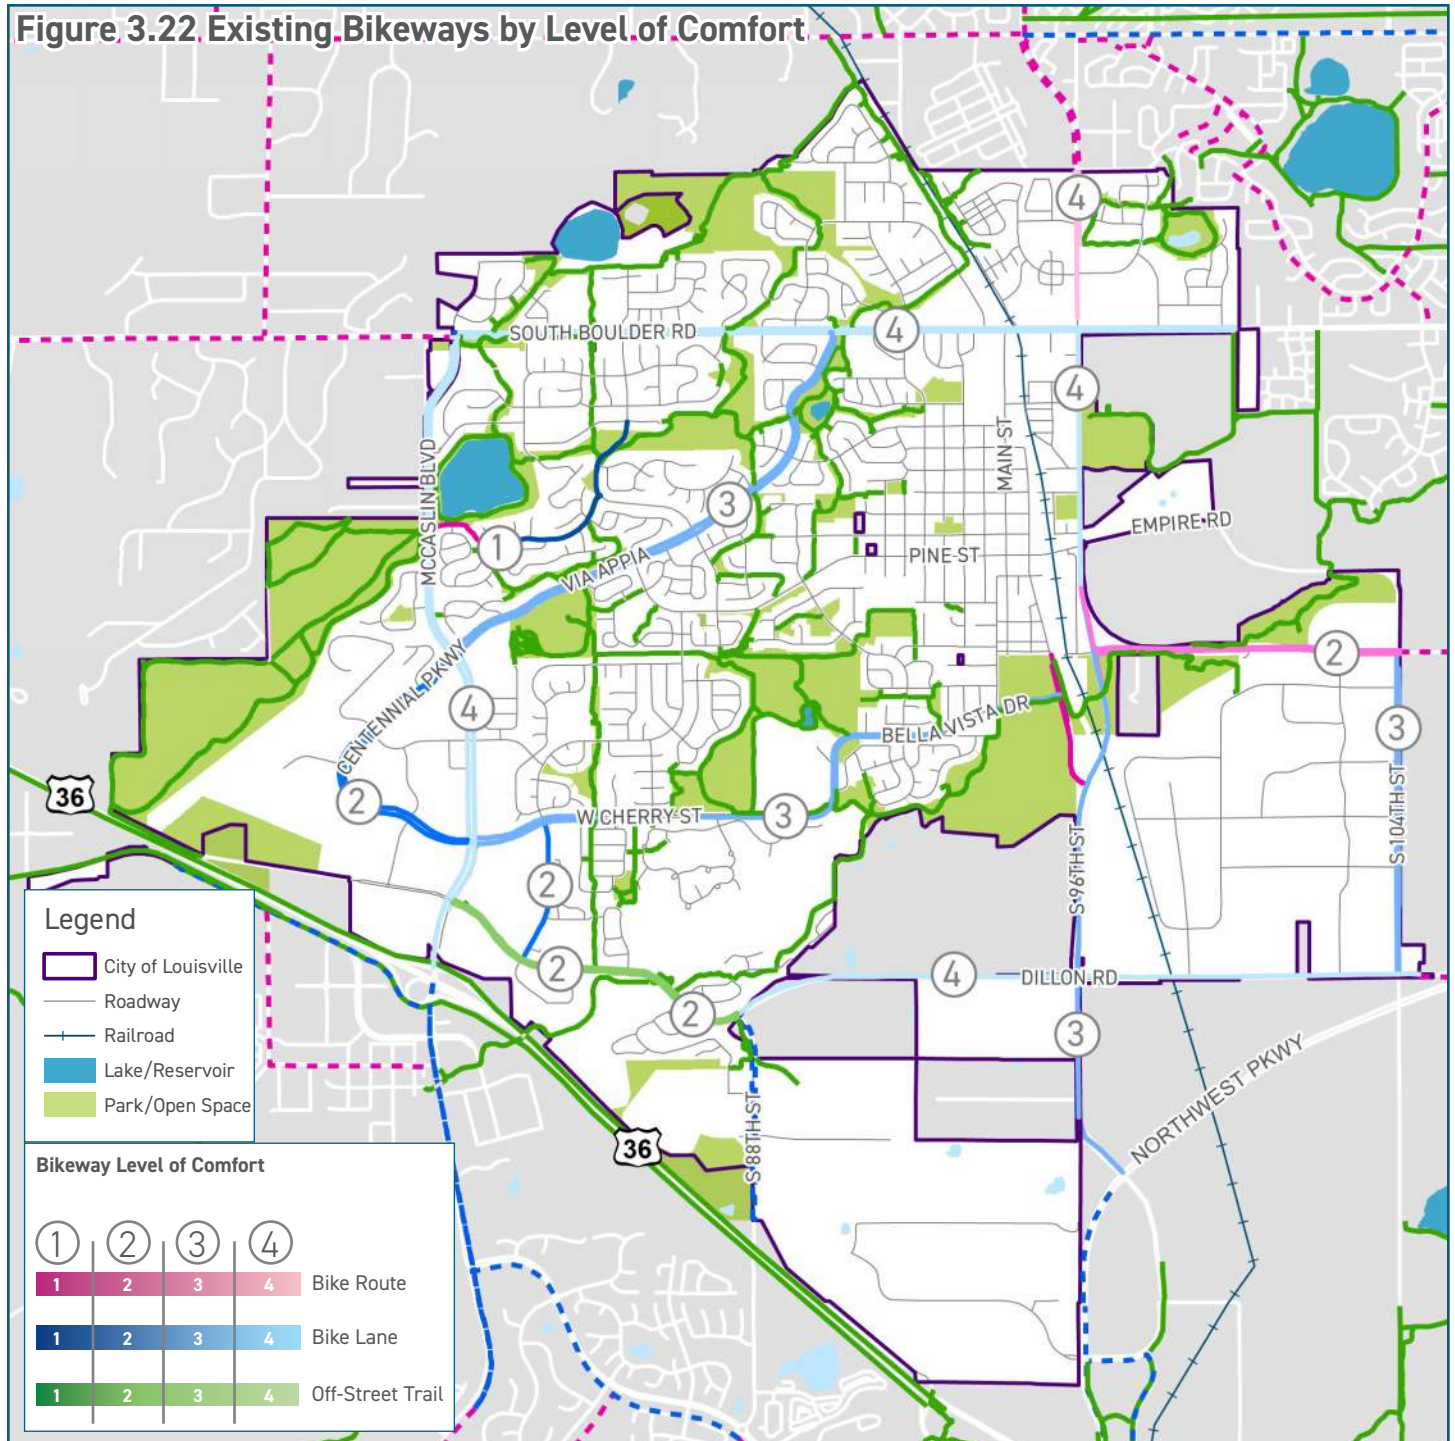 Figure 3.22 Existing Bikeways by Level of Comfort
4
SOUTH BOULDER RD
4
4
MCCASLIN BLVD
MAIN ST
3
EMPIRE RD
1
VIA APPIA
PINE ST
2
CENTENNIAL PKWY
4
BELLA VISTA DR
3
36
2
W CHERRY ST
3
S 104TH ST
S 96TH ST
2
2
4
DILLON RD
2
3
NORTHWEST PKWY
S 88TH ST
36
Legend
City of Louisville
Roadway
Railroad
Lake/Reservoir
Park/Open Space
Bikeway Level of Comfort
1 2 3 4
1 2 3 4 Bike Route
1 2 3 4 Bike Lane
1 2 3 4 Off-Street Trail